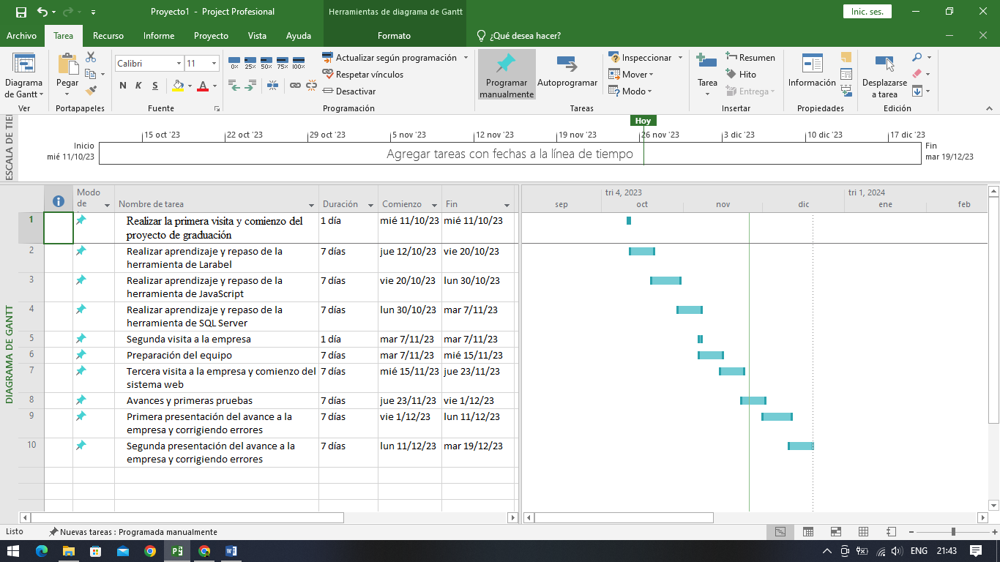 Proyecto1 - Project Profesional
Herramientas de diagrama de Gantt
Inic. ses.
Archivo Tarea Recurso Informe Proyecto Vista Ayuda Formato ¿Qué desea hacer?
Diagrama de Gantt
Ver
Pegar
Portapapeles
Calibri 11
N K S
Fuente
0% 25% 50% 75% 100%
Actualizar según programación
Respetar vínculos
Desactivar
Programación
Programar manualmente
Autoprogramar
Inspeccionar
Mover
Modo
Tareas
Tarea
Resumen
Hito
Entrega
Insertar
Información
Propiedades
Desplazarse a tarea
Edición
ESCALA DE TIEM
Hoy
15 oct '23 22 oct '23 29 oct '23 5 nov '23 12 nov '23 19 nov '23 26 nov '23 3 dic '23 10 dic '23 17 dic '23
Inicio
mié 11/10/23
Agregar tareas con fechas a la línea de tiempo
Fin
mar 19/12/23
DIAGRAMA DE GANTT
Modo de Nombre de tarea Duración Comienzo Fin
tri 4, 2023 tri 1, 2024
sep oct nov dic ene feb
1 Realizar la primera visita y comienzo del 1 día mié 11/10/23 mié 11/10/23
proyecto de graduación
2 Realizar aprendizaje y repaso de la 7 días jue 12/10/23 vie 20/10/23
herramienta de Larabel
3 Realizar aprendizaje y repaso de la 7 días vie 20/10/23 lun 30/10/23
herramienta de JavaScript
4 Realizar aprendizaje y repaso de la 7 días lun 30/10/23 mar 7/11/23
herramienta de SQL Server
5 Segunda visita a la empresa 1 día mar 7/11/23 mar 7/11/23
6 Preparación del equipo 7 días mar 7/11/23 mié 15/11/23
7 Tercera visita a la empresa y comienzo del 7 días mié 15/11/23 jue 23/11/23
sistema web
8 Avances y primeras pruebas 7 días jue 23/11/23 vie 1/12/23
9 Primera presentación del avance a la 7 días vie 1/12/23 lun 11/12/23
empresa y corrigiendo errores
10 Segunda presentación del avance a la 7 días lun 11/12/23 mar 19/12/23
empresa y corrigiendo errores
Listo Nuevas tareas : Programada manualmente
ENG 21:43